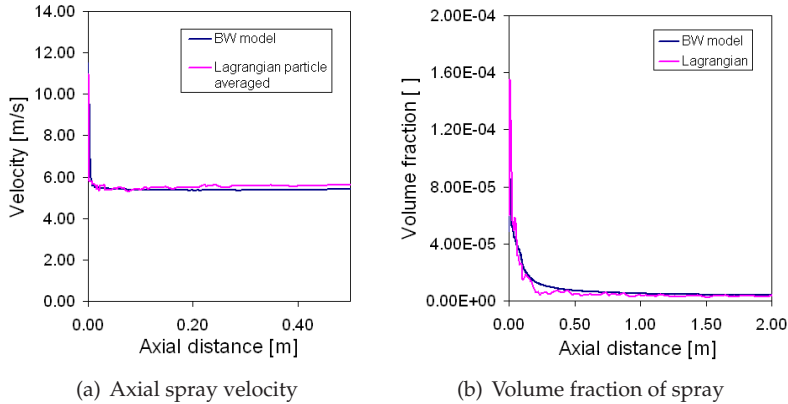 14.00
12.00
10.00
8.00
6.00
4.00
2.00
0.00
Velocity [m/s]
BW model
Lagrangian particle
averaged
0.00
0.20
0.40
Axial distance [m]
(a) Axial spray velocity
2.00E-04
1.60E-04
1.20E-04
8.00E-05
4.00E-05
0.00E+00
Volume fraction [ ]
BW model
Lagrangian
0.00
0.50
1.00
1.50
2.00
Axial distance [m]
(b) Volume fraction of spray